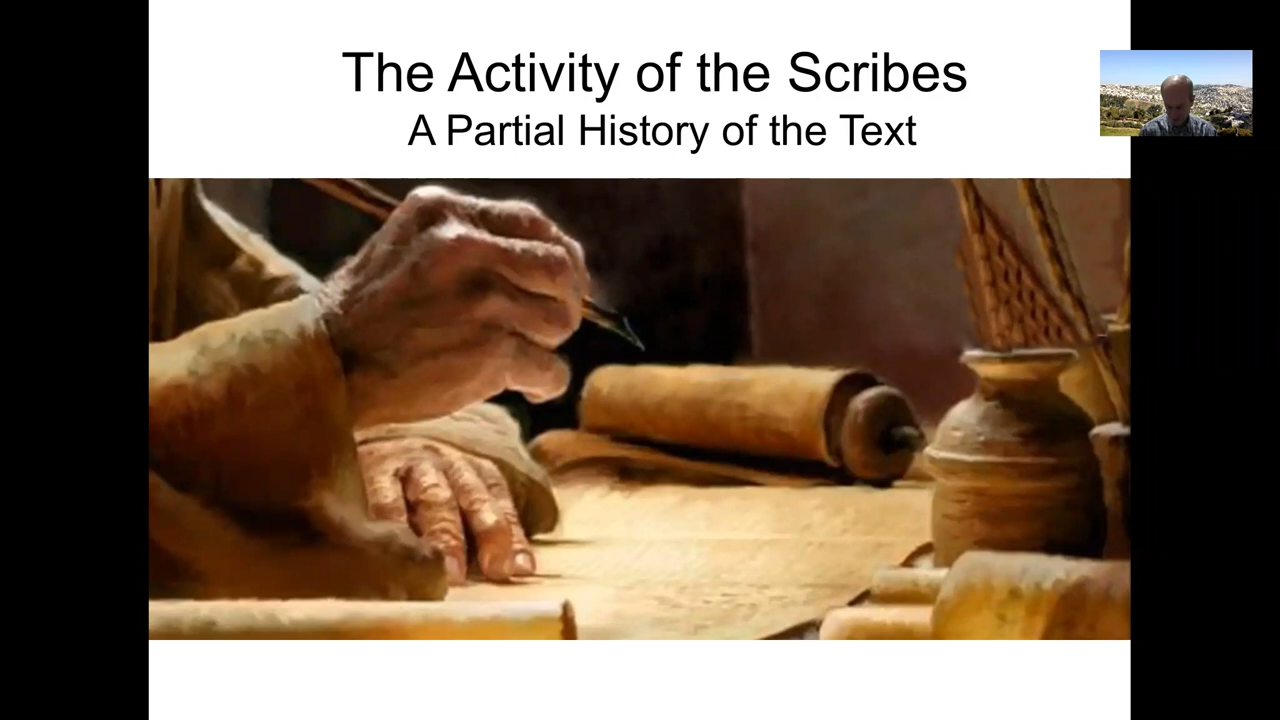 The Activity of the Scribes
A Partial History of the Text